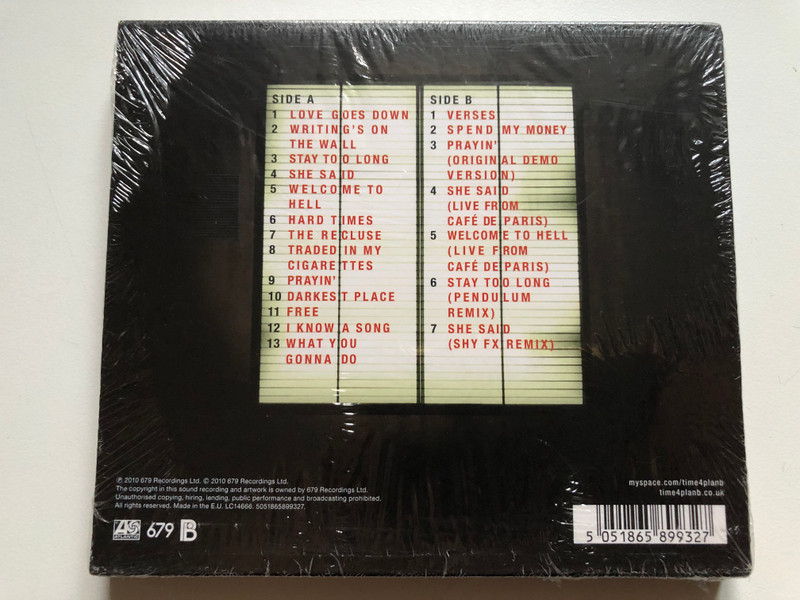 SIDE A
1 LOVE GOES DOWN
2 WRITING'S ON
THE WALL
3 STAY TOO LONG
4 SHE SAID
5 WELCOME TO
HELL
6 HARD TIMES
7 THE RECLUSE
8 TRADED IN MY
CIGARETTES
9 PRAYIN'
10 DARKEST PLACE
11 FREE
12 I KNOW A SONG
13 WHAT YOU
GONNA DO
SIDE B
1 VERSES
2 SPEND MY MONEY
3 PRAYIN'
(ORIGINAL DEMO
VERSION)
4 SHE SAID
(LIVE FROM
CAFÉ DE PARIS)
5 WELCOME TO HELL
(LIVE FROM
CAFÉ DE PARIS)
6 STAY TOO LONG
(PENDULUM
REMIX)
7 SHE SAID
(SHY FX REMIX)
℗ 2010 679 Recordings Ltd. © 2010 679 Recordings Ltd.
The copyright in this sound recording and artwork is owned by 679 Recordings Ltd.
Unauthorised copying, hiring, lending, public performance and broadcasting prohibited.
All rights reserved. Made in the E.U. LC14666. 5051865899327.
myspace.com/time4planb
time4planb.co.uk
ATLANTIC 679 B
5 051865 899327